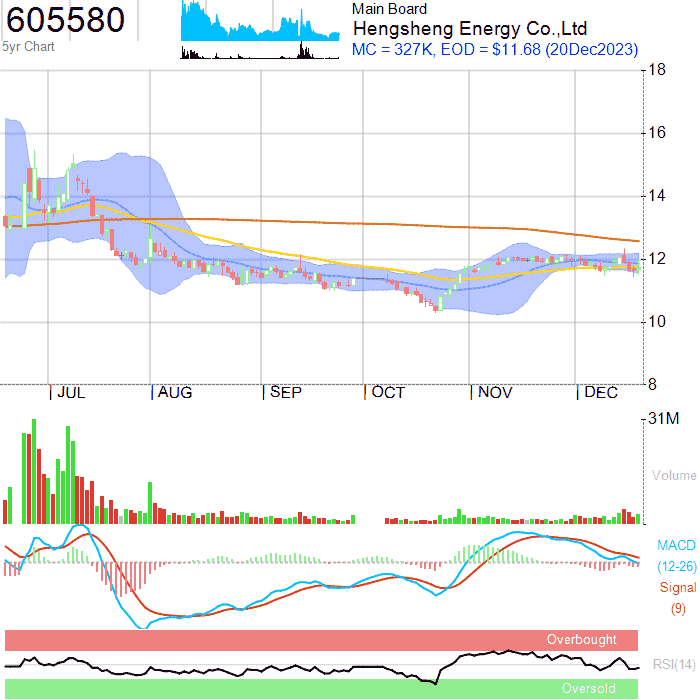 605580
5yr Chart
Main Board
Hengsheng Energy Co.,Ltd
MC = 327K, EOD = $11.68 (20Dec2023)
18
16
14
12
10
8
JUL AUG SEP OCT NOV DEC
31M
Volume
MACD
(12-26)
Signal
(9)
Overbought
RSI(14)
Oversold